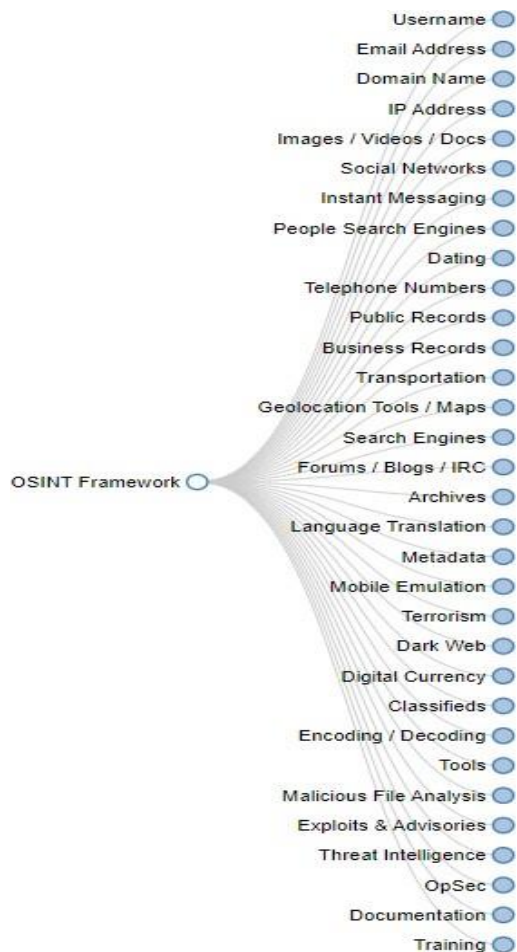 Username
Email Address
Domain Name
IP Address
Images / Videos / Docs
Social Networks
Instant Messaging
People Search Engines
Dating
Telephone Numbers
Public Records
Business Records
Transportation
Geolocation Tools / Maps
Search Engines
Forums / Blogs / IRC
OSINT Framework
Archives
Language Translation
Metadata
Mobile Emulation
Terrorism
Dark Web
Digital Currency
Classifieds
Encoding / Decoding
Tools
Malicious File Analysis
Exploits & Advisories
Threat Intelligence
OpSec
Documentation
Training